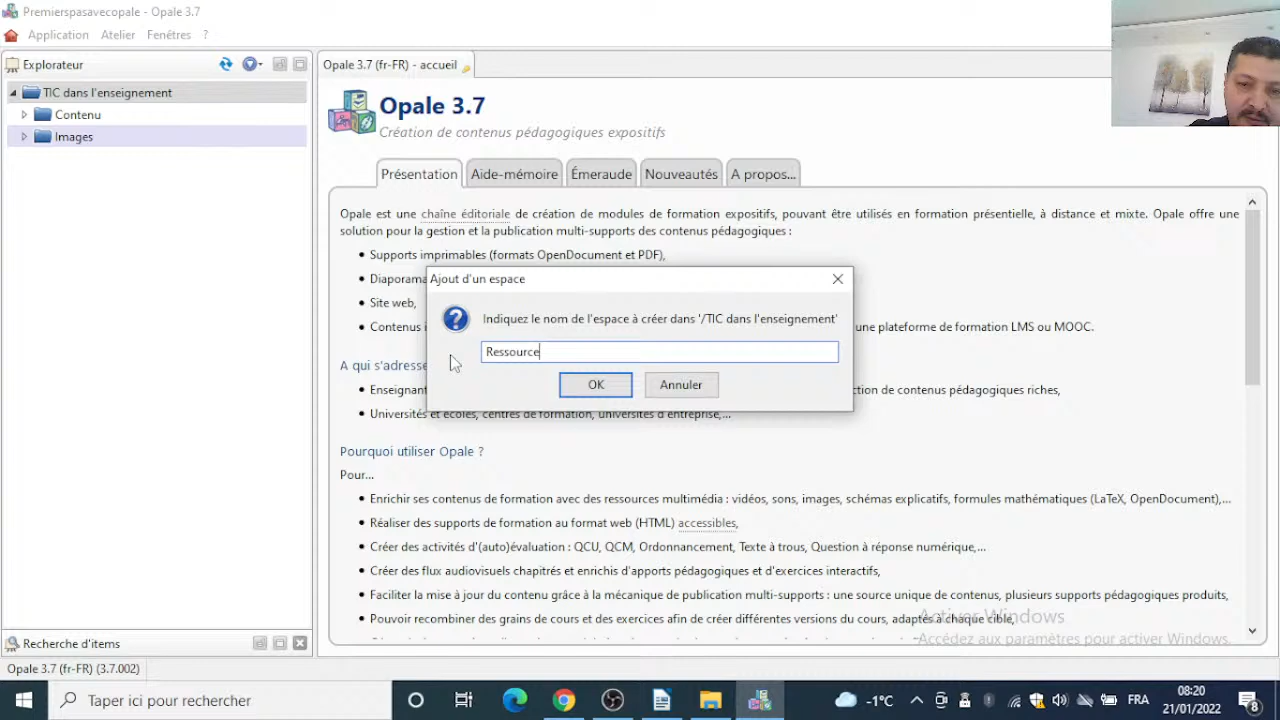 Premierspasavecopale - Opale 3.7
Application Atelier Fenêtres ?
Explorateur
TIC dans l'enseignement
Contenu
Images
Opale 3.7 (fr-FR) - accueil
Opale 3.7
Création de contenus pédagogiques expositifs
Présentation Aide-mémoire Émeraude Nouveautés A propos...
Opale est une chaîne éditoriale de création de modules de formation expositifs, pouvant être utilisés en formation présentielle, à distance et mixte. Opale offre une
solution pour la gestion et la publication multi-supports des contenus pédagogiques :
• Supports imprimables (formats OpenDocument et PDF),
• Diaporama
• Site web,
• Contenus
une plateforme de formation LMS ou MOOC.
Ajout d'un espace
Indiquez le nom de l'espace à créer dans '/TIC dans l'enseignement'
Ressource
OK Annuler
A qui s'adresse
• Enseignant
ction de contenus pédagogiques riches,
• Universités et écoles, centres de formation, universités d'entreprise,...
Pourquoi utiliser Opale ?
Pour...
• Enrichir ses contenus de formation avec des ressources multimédia : vidéos, sons, images, schémas explicatifs, formules mathématiques (LaTeX, OpenDocument),...
• Réaliser des supports de formation au format web (HTML) accessibles,
• Créer des activités d'(auto)évaluation : QCU, QCM, Ordonnancement, Texte à trous, Question à réponse numérique,...
• Créer des flux audiovisuels chapitrés et enrichis d'apports pédagogiques et d'exercices interactifs,
• Faciliter la mise à jour du contenu grâce à la mécanique de publication multi-supports : une source unique de contenus, plusieurs supports pédagogiques produits,
• Pouvoir recombiner des grains de cours et des exercices afin de créer différentes versions du cours, adaptés à chaque cible,
Activer Windows
Accédez aux paramètres pour activer Windows.
Recherche d'items
Opale 3.7 (fr-FR) (3.7.002)
Taper ici pour rechercher
-1°C
FRA
08:20
21/01/2022
8